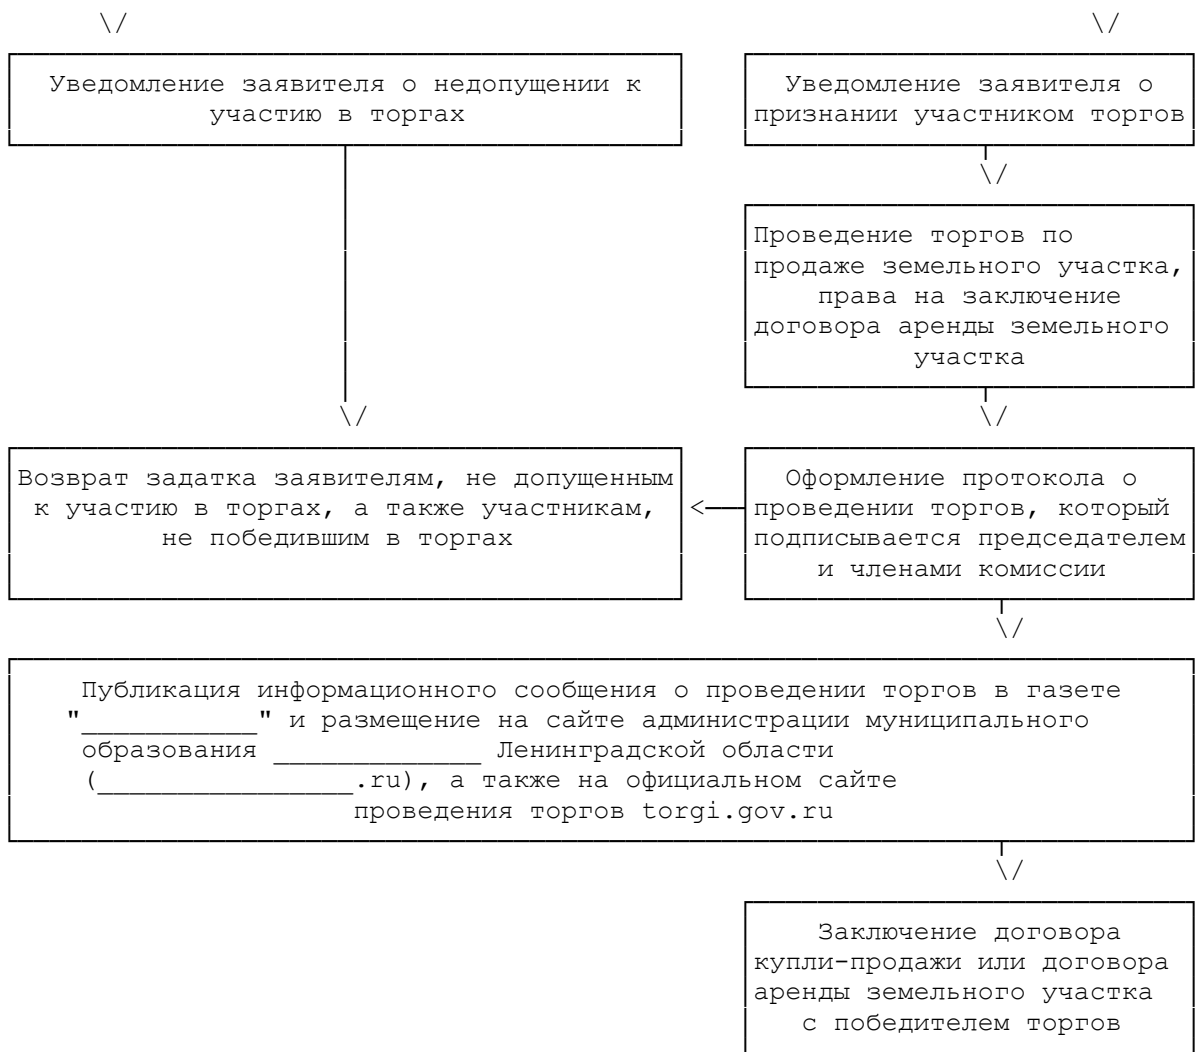 Уведомление заявителя о недопущении к
участию в торгах
Уведомление заявителя о
признании участником торгов
Проведение торгов по
продаже земельного участка,
права на заключение
договора аренды земельного
участка
Возврат задатка заявителям, не допущенным
к участию в торгах, а также участникам,
не победившим в торгах
Оформление протокола о
проведении торгов, который
подписывается председателем
и членами комиссии
Публикация информационного сообщения о проведении торгов в газете
"____________" и размещение на сайте администрации муниципального
образования ______________ Ленинградской области
(_________________.ru), а также на официальном сайте
проведения торгов torgi.gov.ru
Заключение договора
купли-продажи или договора
аренды земельного участка
с победителем торгов